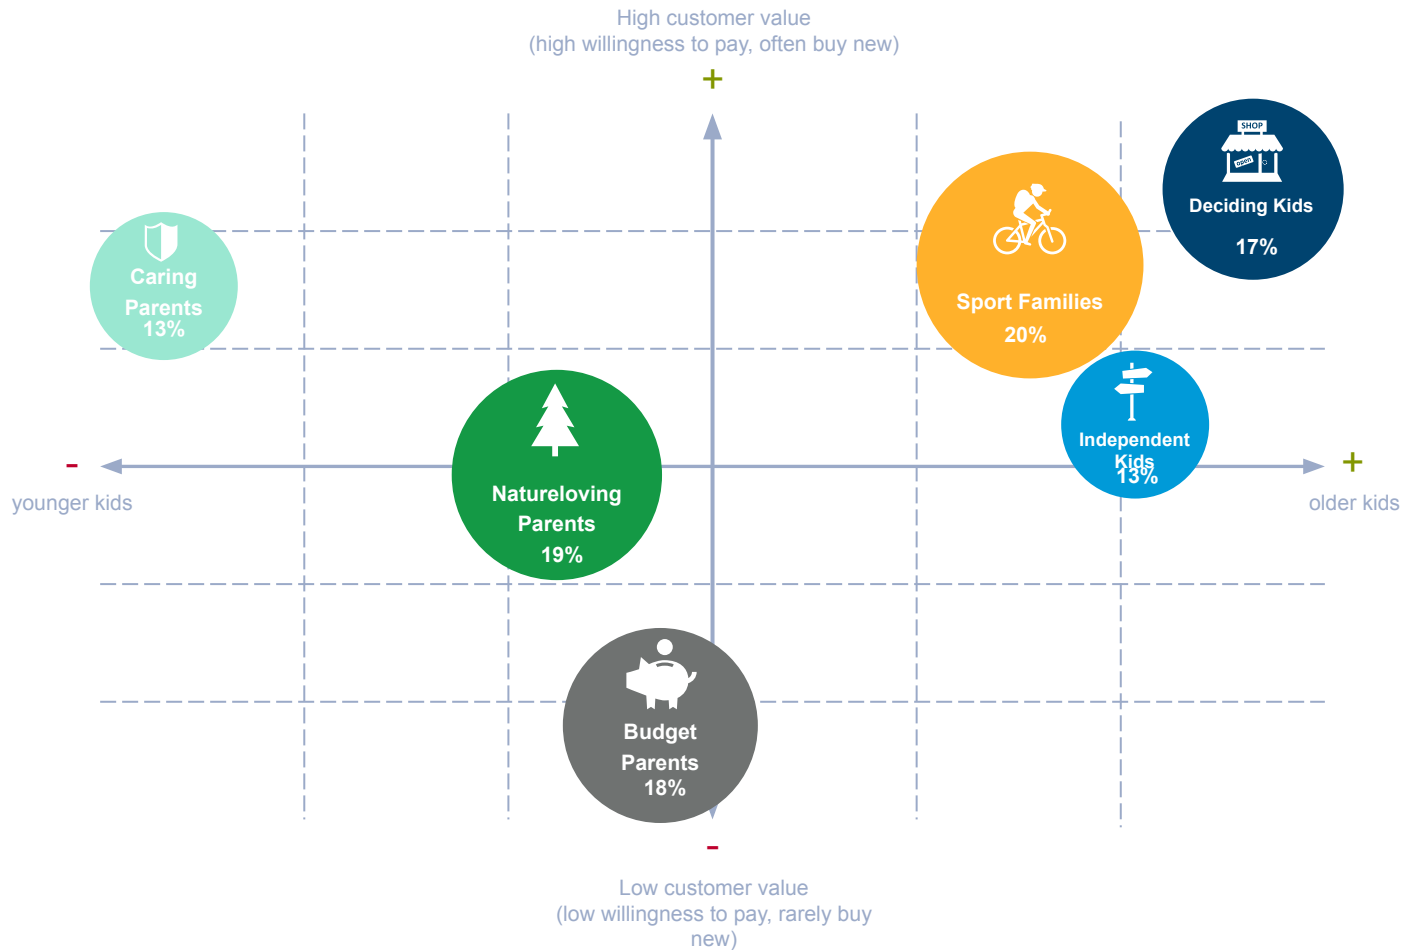 High customer value
(high willingness to pay, often buy new)
+
SHOP
open
Deciding Kids
17%
Caring
Parents
13%
Sport Families
20%
Independent
Kids
13%
Natureloving
Parents
19%
-
younger kids
+
older kids
Budget
Parents
18%
-
Low customer value
(low willingness to pay, rarely buy
new)